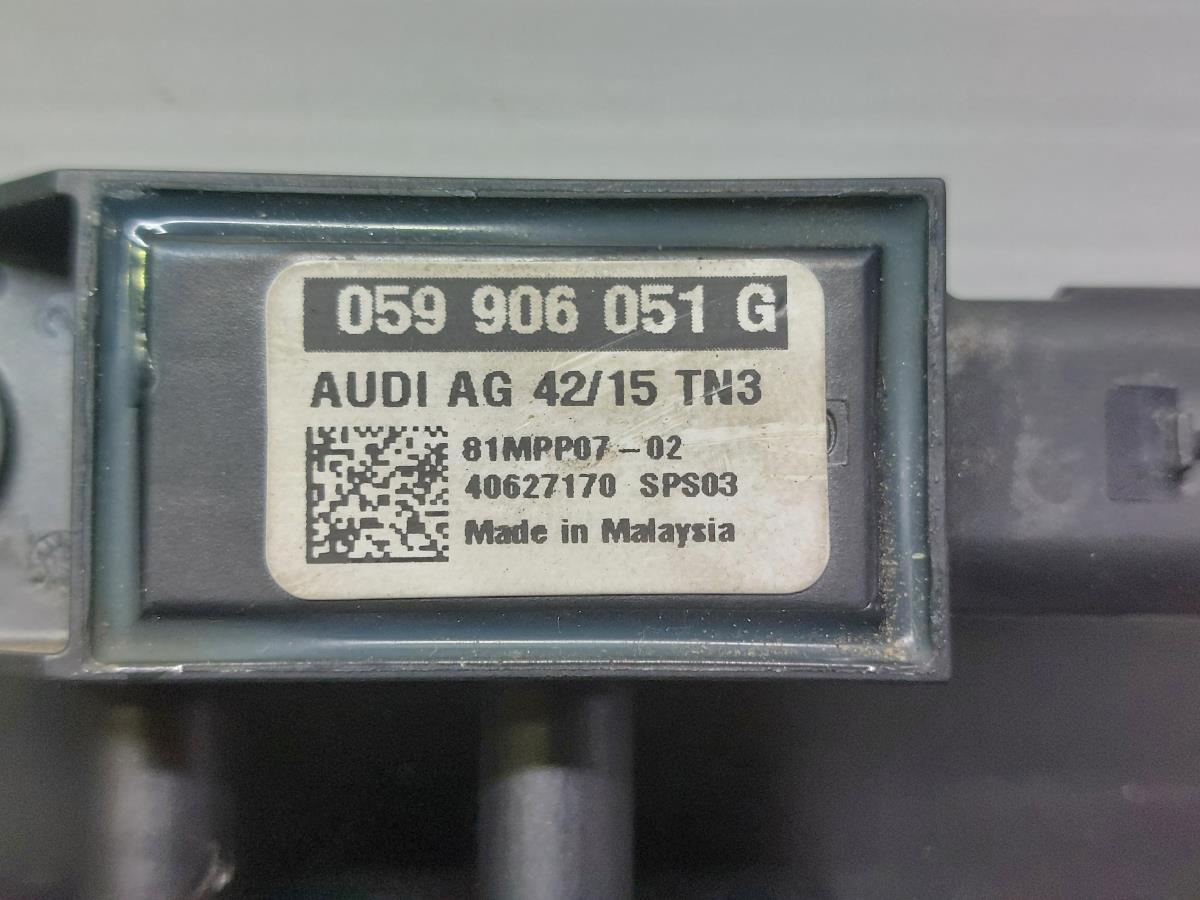 059 906 051 G
AUDI AG 42/15 TN3
81MPP07-02
40627170 SPS03
Made in Malaysia